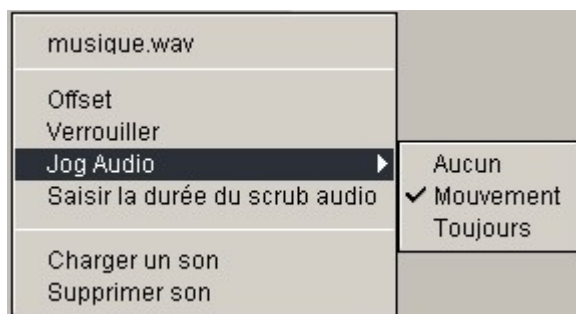 musique.wav
Offset
Verrouiller
Jog Audio
Saisir la durée du scrub audio
Charger un son
Supprimer son
Aucun
Mouvement
Toujours